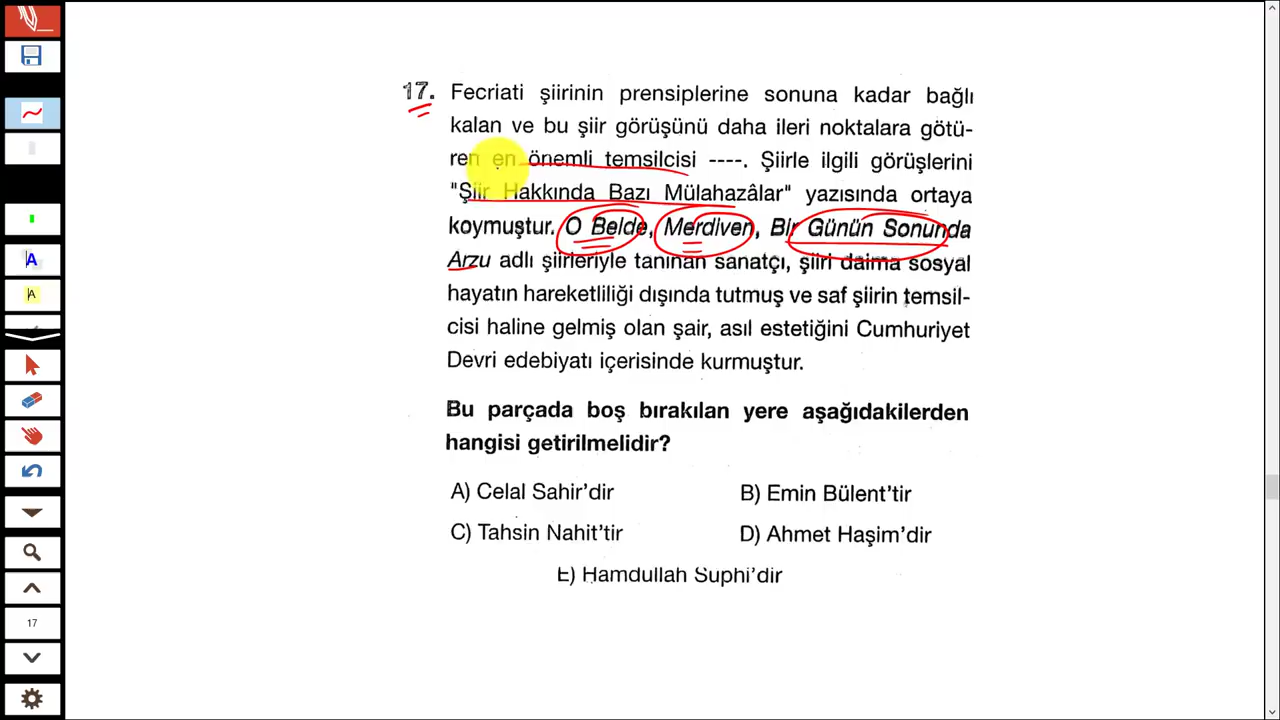 17. Fecriati şiirinin prensiplerine sonuna kadar bağlı
kalan ve bu şiir görüşünü daha ileri noktalara götü-
ren en önemli temsilcisi ----. Şiirle ilgili görüşlerini
"Şiir Hakkında Bazı Mülahazâlar" yazısında ortaya
koymuştur. O Belde, Merdiven, Bir Günün Sonunda
Arzu adlı şiirleriyle tanınan sanatçı, şiiri daima sosyal
hayatın hareketliliği dışında tutmuş ve saf şiirin temsil-
cisi haline gelmiş olan şair, asıl estetiğini Cumhuriyet
Devri edebiyatı içerisinde kurmuştur.
Bu parçada boş bırakılan yere aşağıdakilerden
hangisi getirilmelidir?
A) Celal Sahir'dir
B) Emin Bülent'tir
C) Tahsin Nahit'tir
D) Ahmet Haşim'dir
E) Hamdullah Suphi'dir
A
A
17